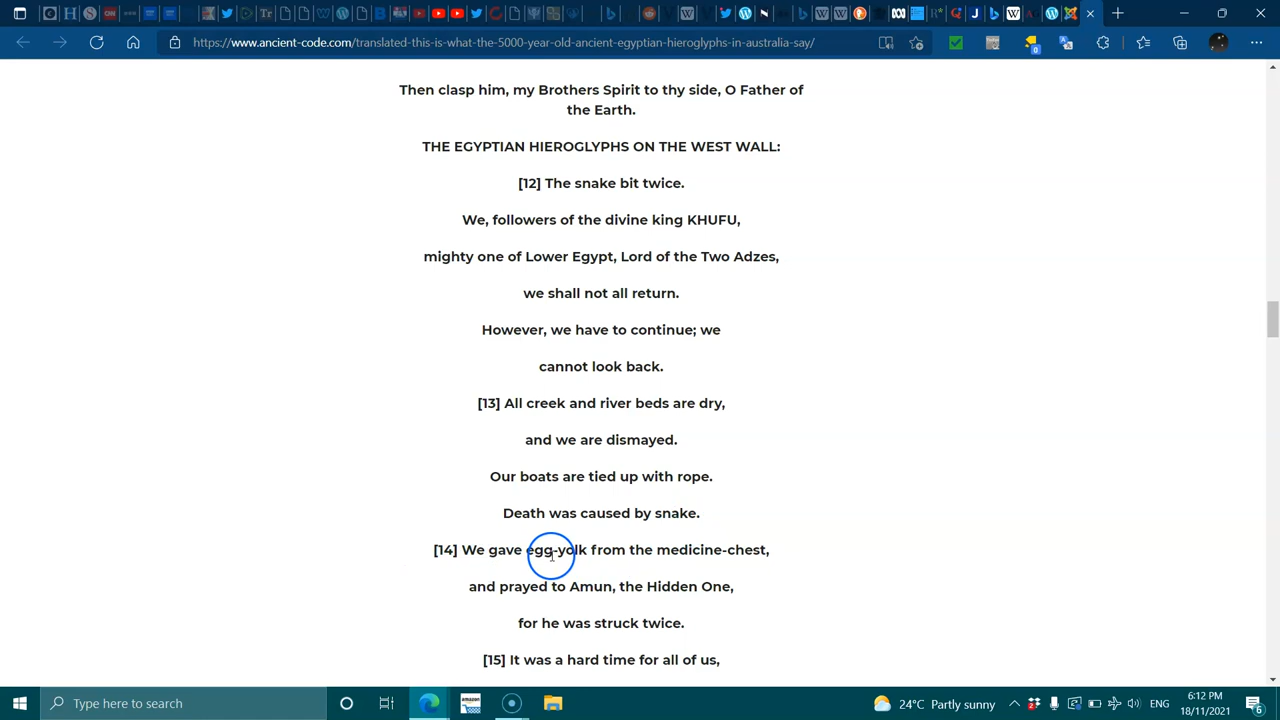 https://www.ancient-code.com/translated-this-is-what-the-5000-year-old-ancient-egyptian-hieroglyphs-in-australia-say/
Then clasp him, my Brothers Spirit to thy side, O Father of
the Earth.
THE EGYPTIAN HIEROGLYPHS ON THE WEST WALL:
[12] The snake bit twice.
We, followers of the divine king KHUFU,
mighty one of Lower Egypt, Lord of the Two Adzes,
we shall not all return.
However, we have to continue; we
cannot look back.
[13] All creek and river beds are dry,
and we are dismayed.
Our boats are tied up with rope.
Death was caused by snake.
[14] We gave egg-yolk from the medicine-chest,
and prayed to Amun, the Hidden One,
for he was struck twice.
[15] It was a hard time for all of us,
Type here to search
24°C Partly sunny
ENG
6:12 PM
18/11/2021